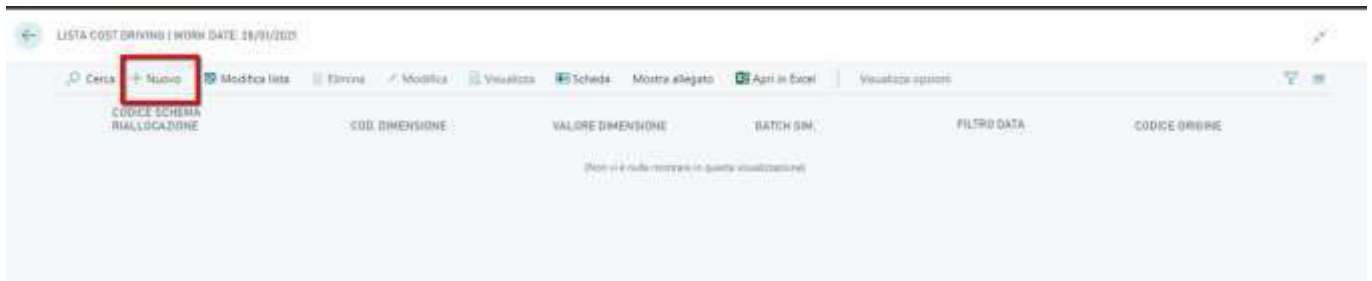 LISTA COST DRIVING | WORK DATE: 28/01/2021
Cerca + Nuovo Modifica lista Elimina Modifica Visualizza Scheda Mostra allegato Apri in Excel Visualizza opzioni
CODICE SCHEMA
RIALLOCAZIONE COD. DIMENSIONE VALORE DIMENSIONE BATCH SIM. FILTRO DATA CODICE ORIGINE
(Non vi è nulla mostrare in questa visualizzazione)